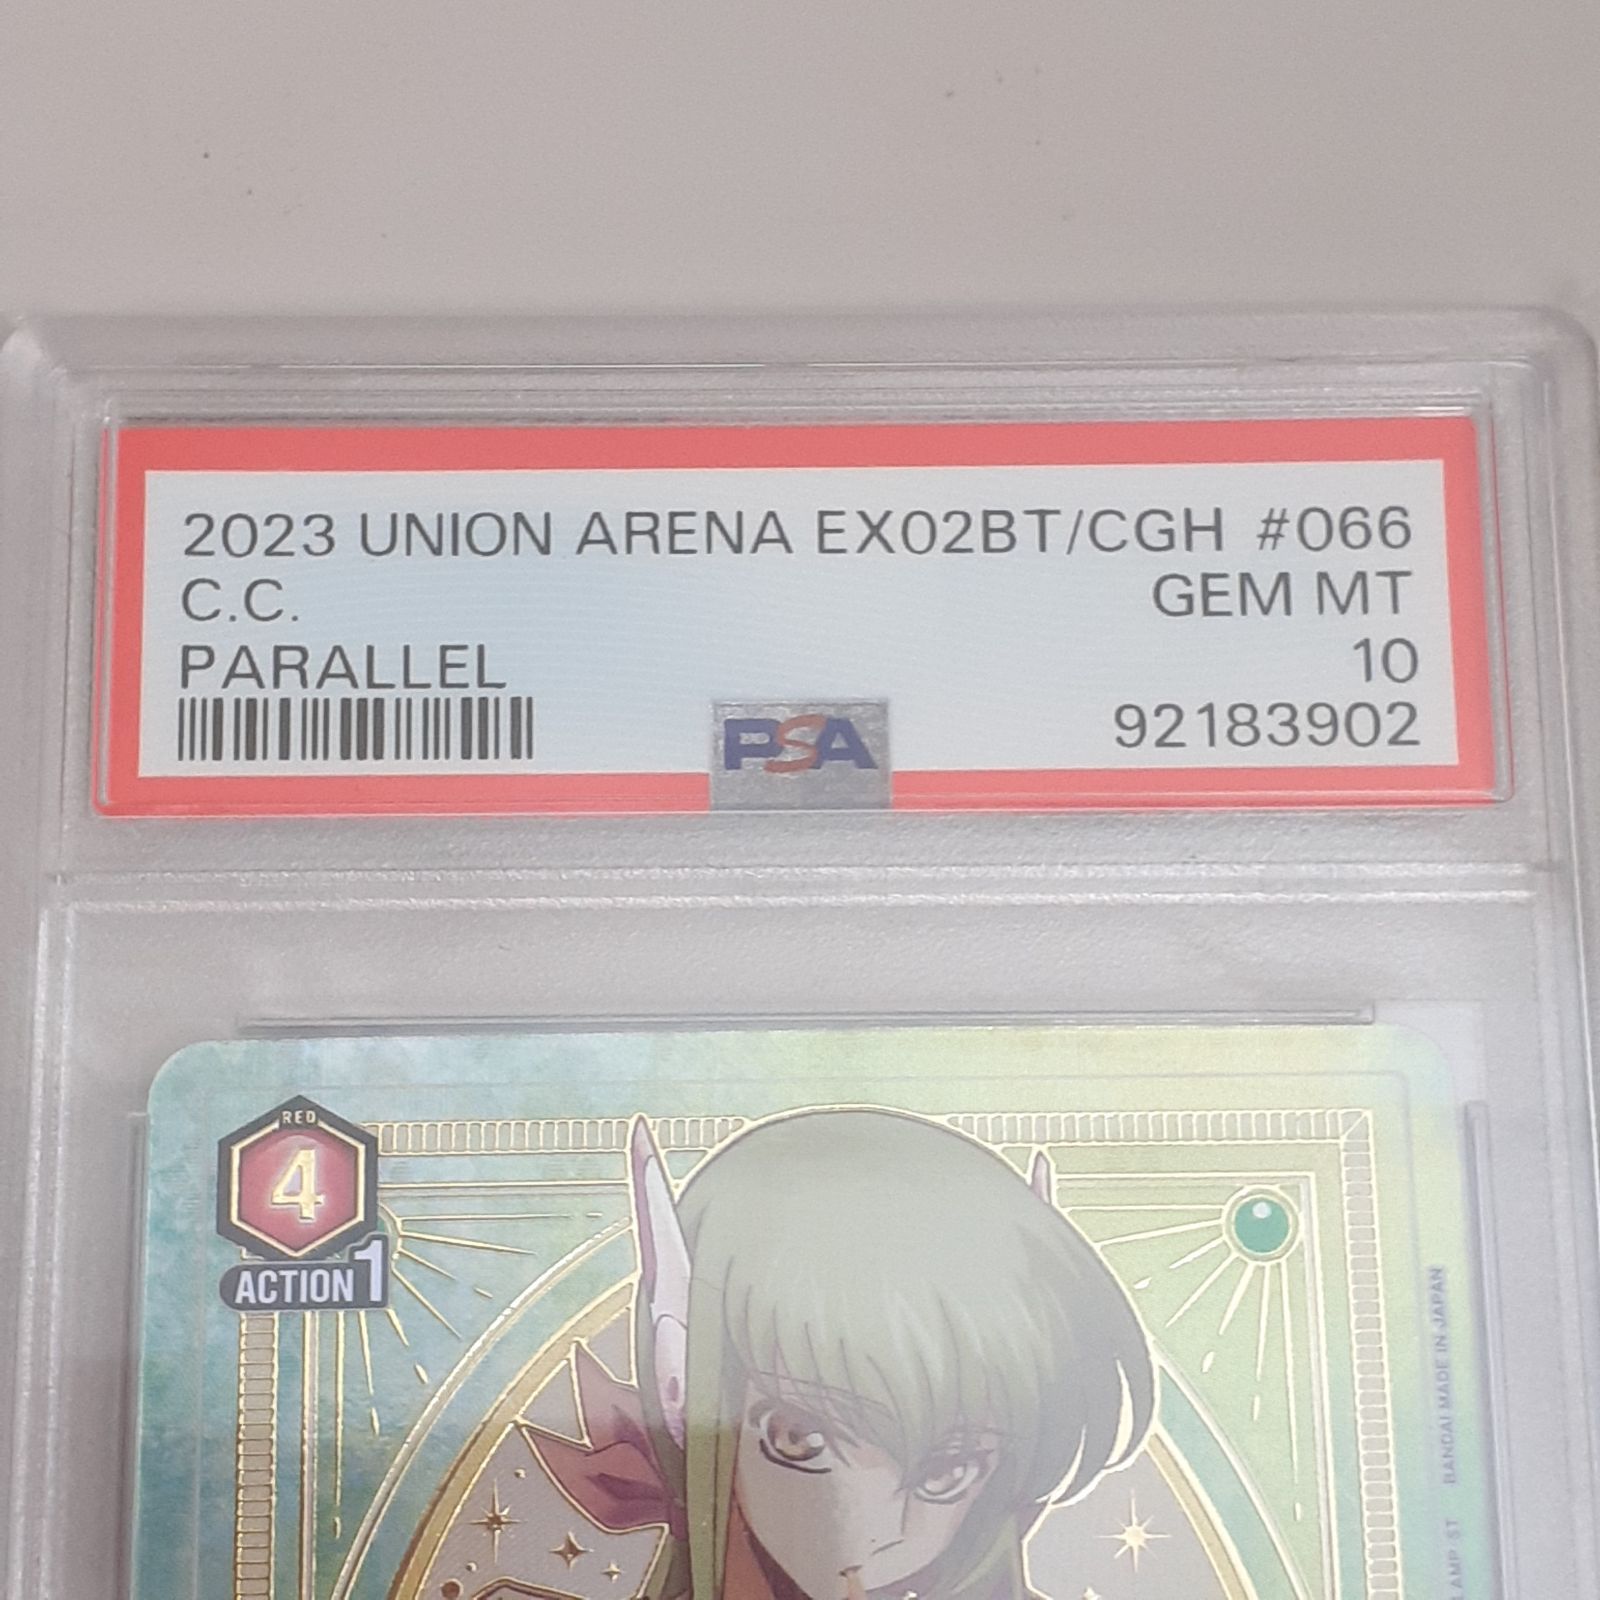 2023 UNION ARENA EX02BT/CGH #066
C.C. GEM MT
PARALLEL 10
PSA 92183902
RED
4
ACTION 1
BANDAI MADE IN JAPAN